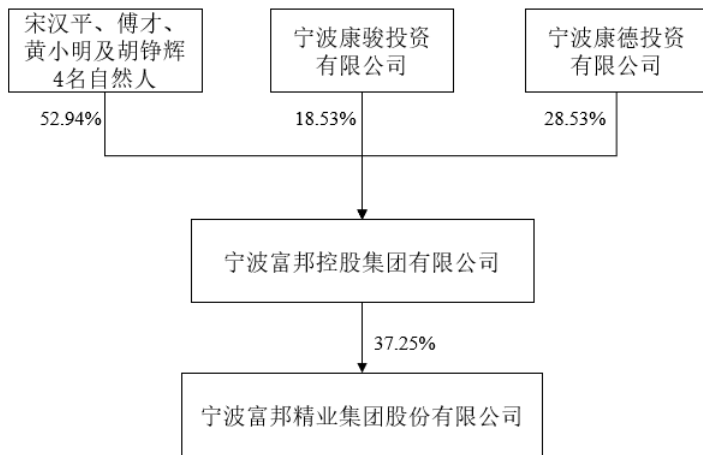 宋汉平、傅才、
黄小明及胡铮辉
4名自然人
宁波康骏投资
有限公司
宁波康德投资
有限公司
52.94%
18.53%
28.53%
宁波富邦控股集团有限公司
37.25%
宁波富邦精业集团股份有限公司